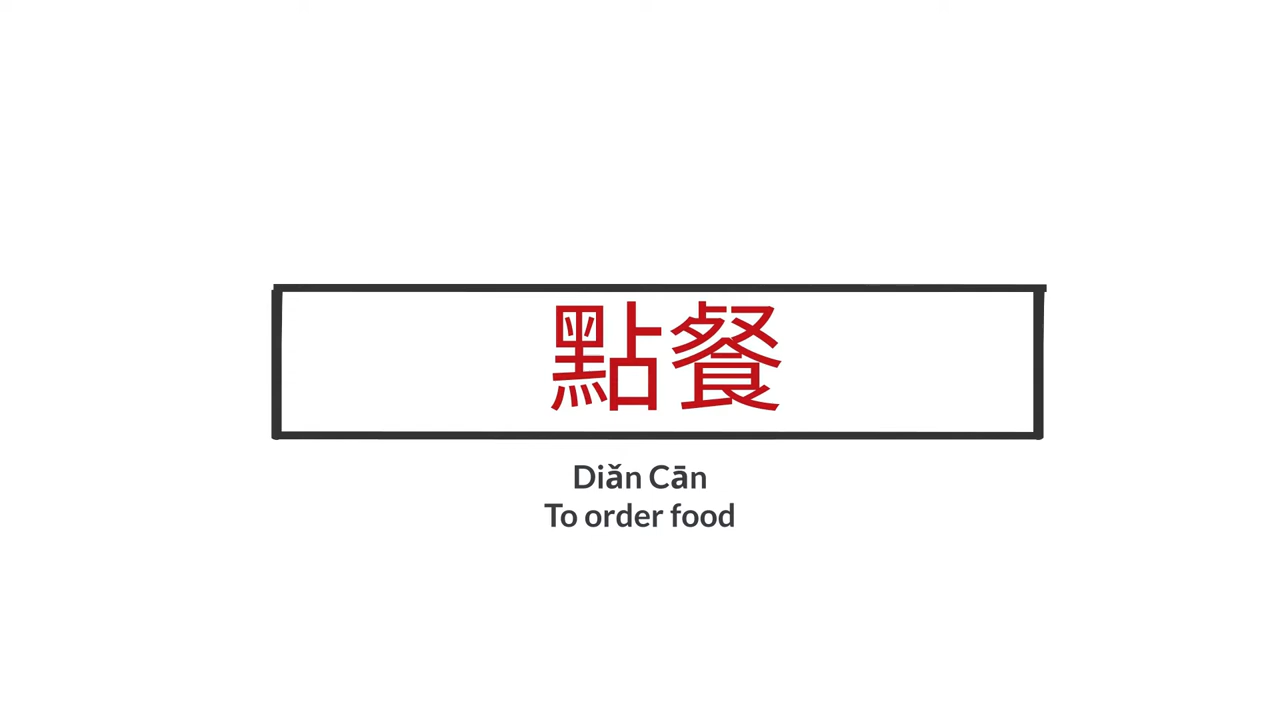 點餐
Diǎn Cān
To order food